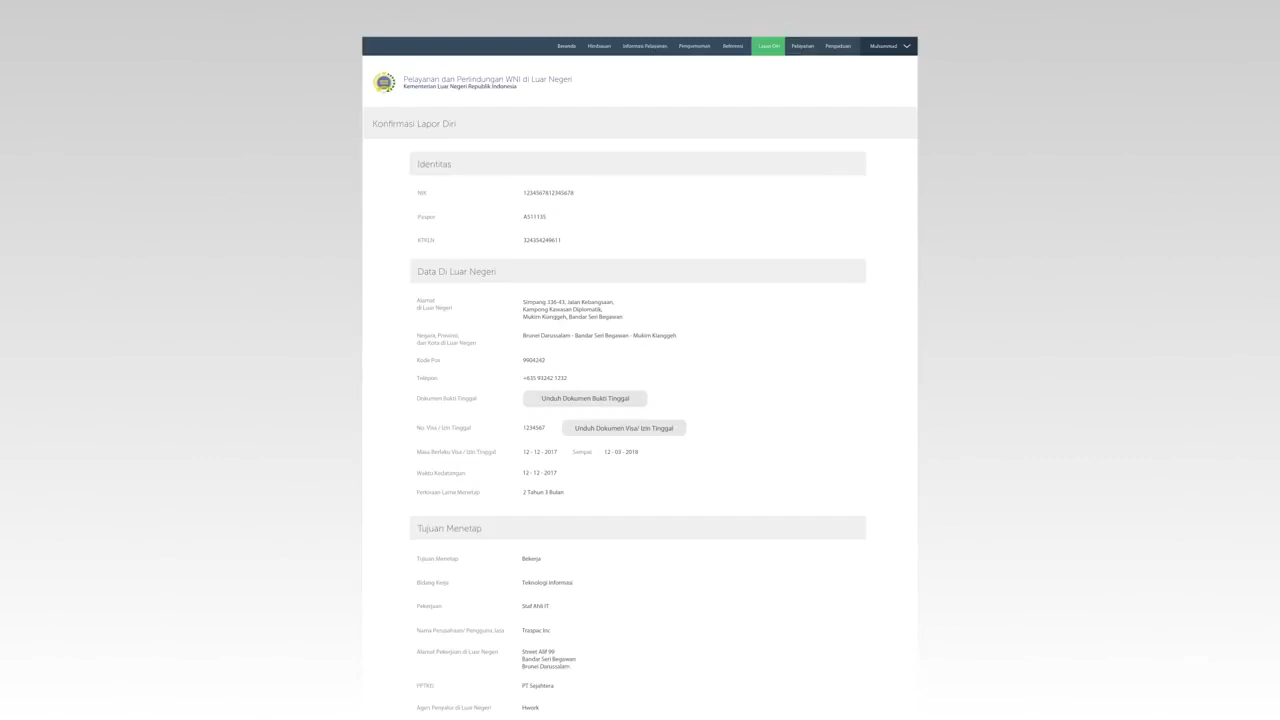 Beranda Himbauan Informasi Pelayanan Pengumuman Referensi Lapor Diri Pelayanan Pengaduan Muhammad
Pelayanan dan Perlindungan WNI di Luar Negeri
Kementerian Luar Negeri Republik Indonesia
Konfirmasi Lapor Diri
Identitas
NIK 1234567812345678
Paspor A511135
KTKLN 324354249611
Data Di Luar Negeri
Alamat
di Luar Negeri
Simpang 336-43, Jalan Kebangsaan,
Kampong Kawasan Diplomatik,
Mukim Kianggeh, Bandar Seri Begawan
Negara, Provinsi,
dan Kota di Luar Negeri
Brunei Darussalam - Bandar Seri Begawan - Mukim Kianggeh
Kode Pos 9904242
Telepon +635 93242 1232
Dokumen Bukti Tinggal Unduh Dokumen Bukti Tinggal
No. Visa / Izin Tinggal 1234567 Unduh Dokumen Visa/ Izin Tinggal
Masa Berlaku Visa / Izin Tinggal 12 - 12 - 2017 Sampai 12 - 03 - 2018
Waktu Kedatangan 12 - 12 - 2017
Perkiraan Lama Menetap 2 Tahun 3 Bulan
Tujuan Menetap
Tujuan Menetap Bekerja
Bidang Kerja Teknologi Informasi
Pekerjaan Staf Ahli IT
Nama Perusahaan/ Pengguna Jasa Traspac Inc
Alamat Pekerjaan di Luar Negeri Street Alif 99
Bandar Seri Begawan
Brunei Darussalam
PPTKIS PT Sejahtera
Agen Penyalur di Luar Negeri Hwork